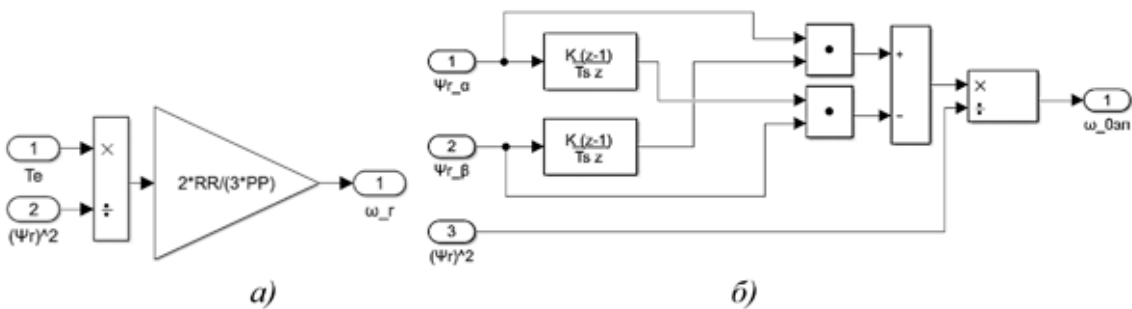 1
Te
2
(Ψr)^2
×
÷
2*RR/(3*PP)
1
ω_r
а)
1
Ψr_α
2
Ψr_β
3
(Ψr)^2
K (z-1)
Ts z
K (z-1)
Ts z
+
−
×
÷
1
ω_0эл
б)